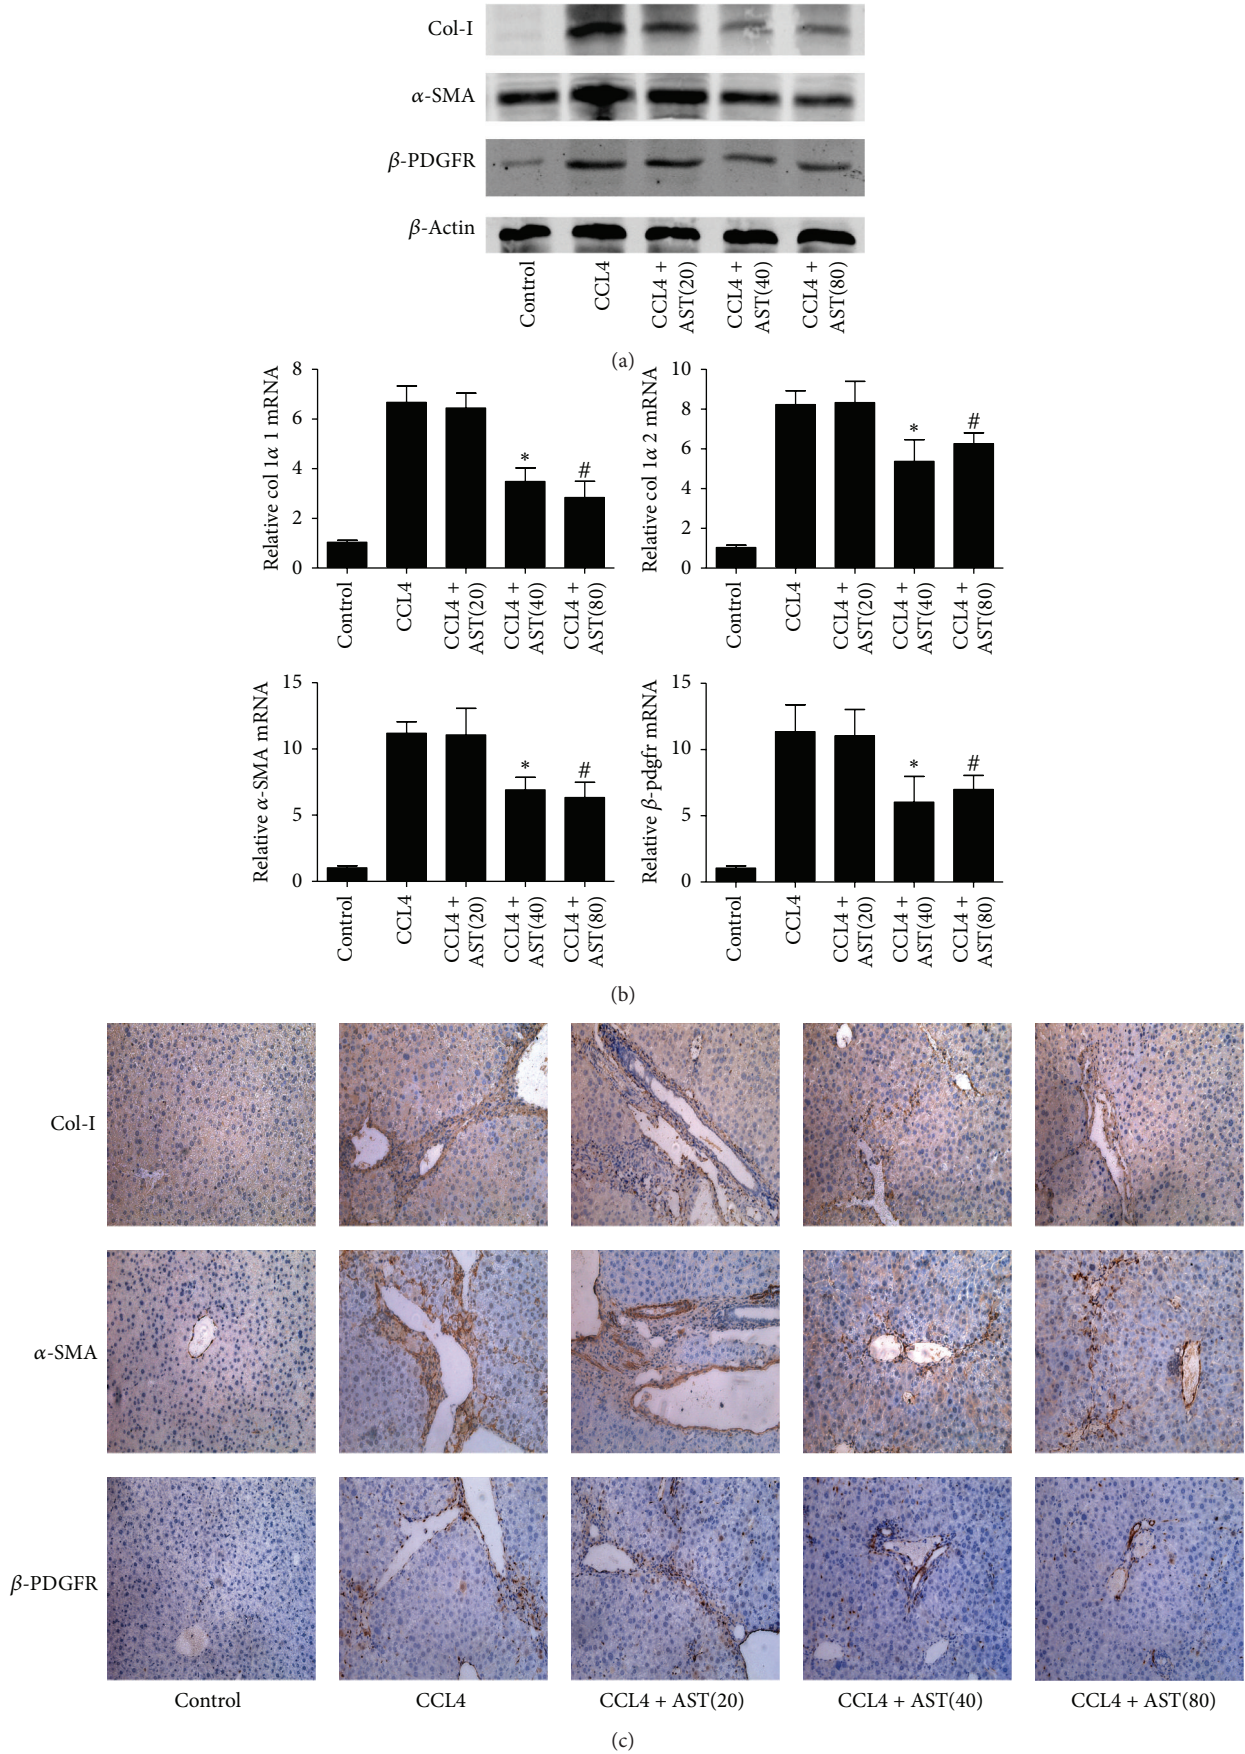 Col-I
α-SMA
β-PDGFR
β-Actin
Control
CCL4
CCL4 +
AST(20)
CCL4 +
AST(40)
CCL4 +
AST(80)
(a)
Relative col 1α 1 mRNA
8
6
4
2
0
*
#
Control
CCL4
CCL4 +
AST(20)
CCL4 +
AST(40)
CCL4 +
AST(80)
Relative col 1α 2 mRNA
10
8
6
4
2
0
*
#
Control
CCL4
CCL4 +
AST(20)
CCL4 +
AST(40)
CCL4 +
AST(80)
Relative α-SMA mRNA
15
10
5
0
*
#
Control
CCL4
CCL4 +
AST(20)
CCL4 +
AST(40)
CCL4 +
AST(80)
Relative β-pdgfr mRNA
15
10
5
0
*
#
Control
CCL4
CCL4 +
AST(20)
CCL4 +
AST(40)
CCL4 +
AST(80)
(b)
Col-I
α-SMA
β-PDGFR
Control
CCL4
CCL4 + AST(20)
CCL4 + AST(40)
CCL4 + AST(80)
(c)